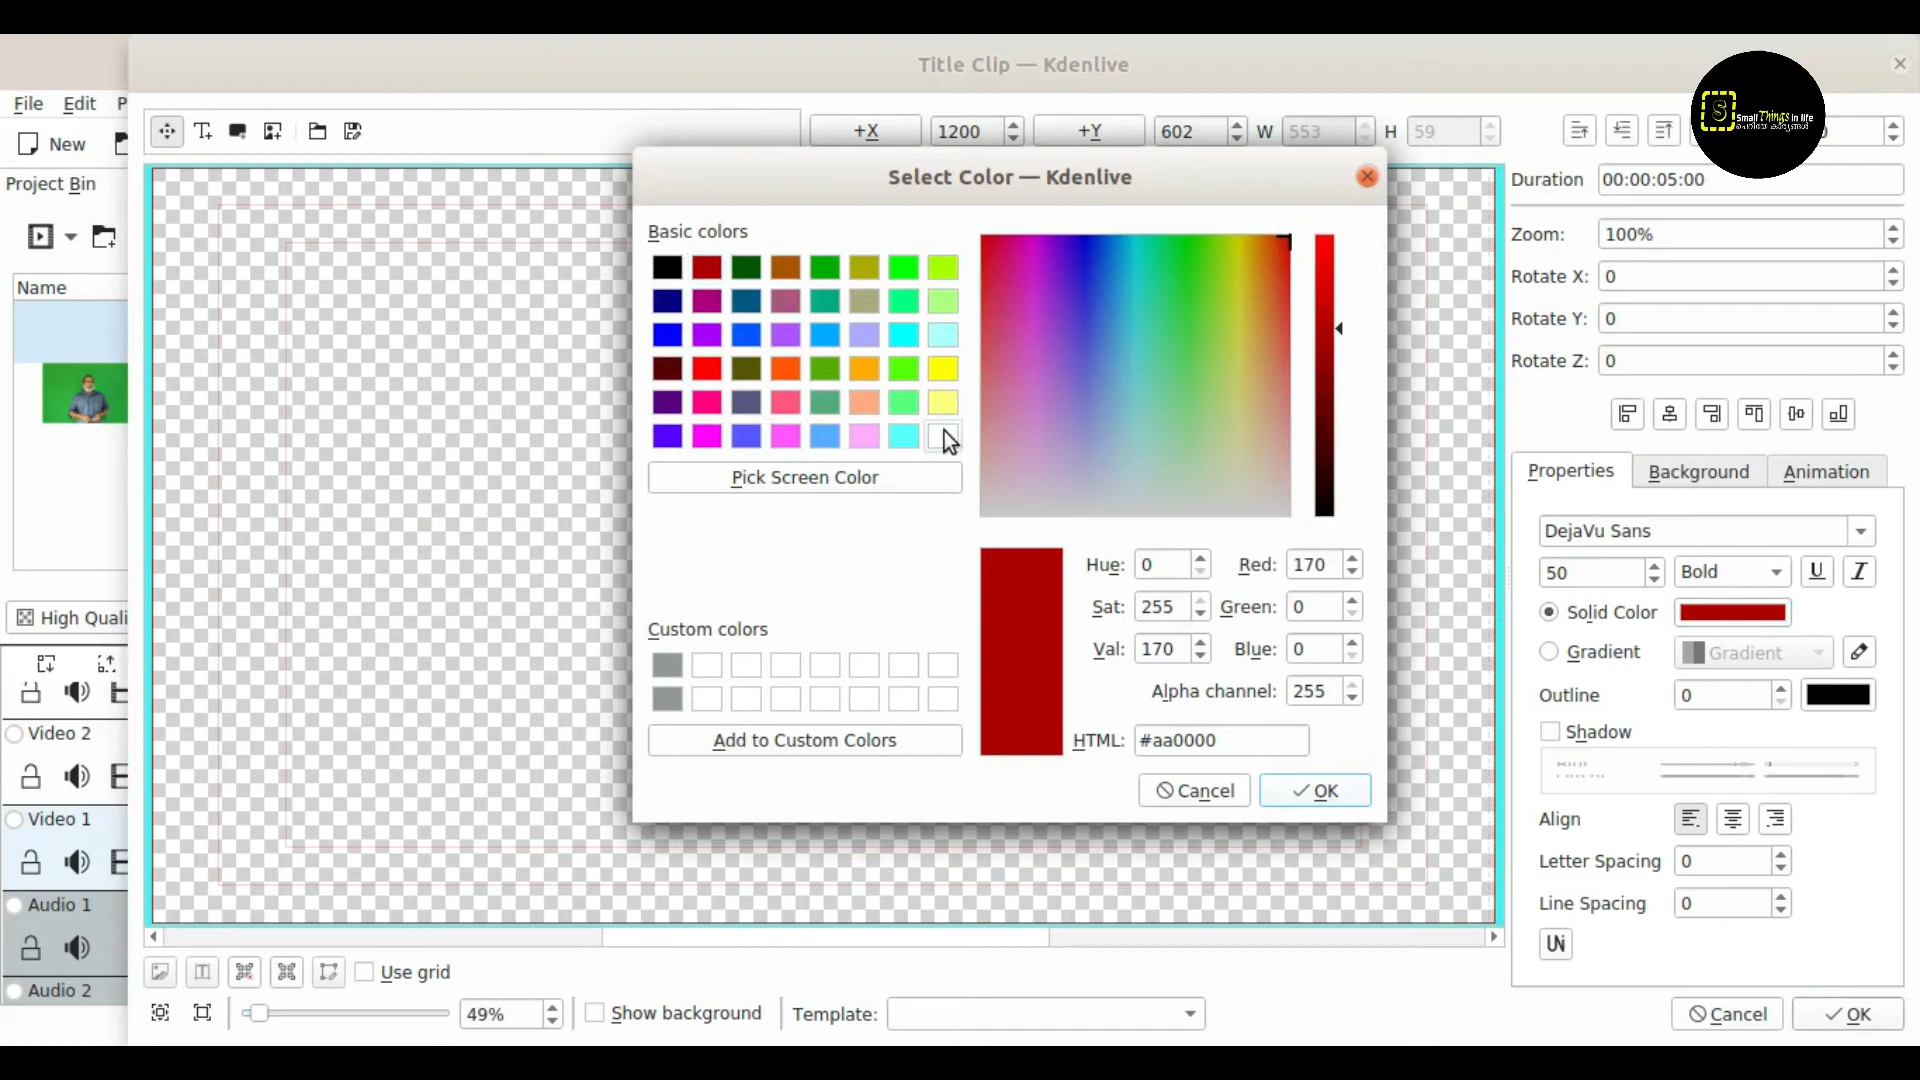 Title Clip — Kdenlive
File Edit P
+X 1200 +Y 602 W 553 H 59
S
Small Things in life
New
Project Bin
Select Color — Kdenlive
Duration 00:00:05:00
Basic colors
Zoom: 100%
Rotate X: 0
Name
Rotate Y: 0
Rotate Z: 0
Pick Screen Color
Properties Background Animation
DejaVu Sans
Hue: 0 Red: 170
50 Bold U I
Sat: 255 Green: 0
Solid Color
High Quali
Custom colors
Val: 170 Blue: 0
Gradient Gradient
Alpha channel: 255
Outline 0
Video 2
Add to Custom Colors
HTML: #aa0000
Shadow
Cancel OK
Video 1
Align
Letter Spacing 0
Audio 1
Line Spacing 0
Use grid
Audio 2
49% Show background Template:
Cancel OK